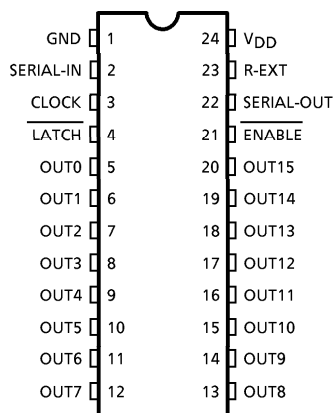 GND 1 24 VDD
SERIAL-IN 2 23 R-EXT
CLOCK 3 22 SERIAL-OUT
LATCH 4 21 ENABLE
OUT0 5 20 OUT15
OUT1 6 19 OUT14
OUT2 7 18 OUT13
OUT3 8 17 OUT12
OUT4 9 16 OUT11
OUT5 10 15 OUT10
OUT6 11 14 OUT9
OUT7 12 13 OUT8